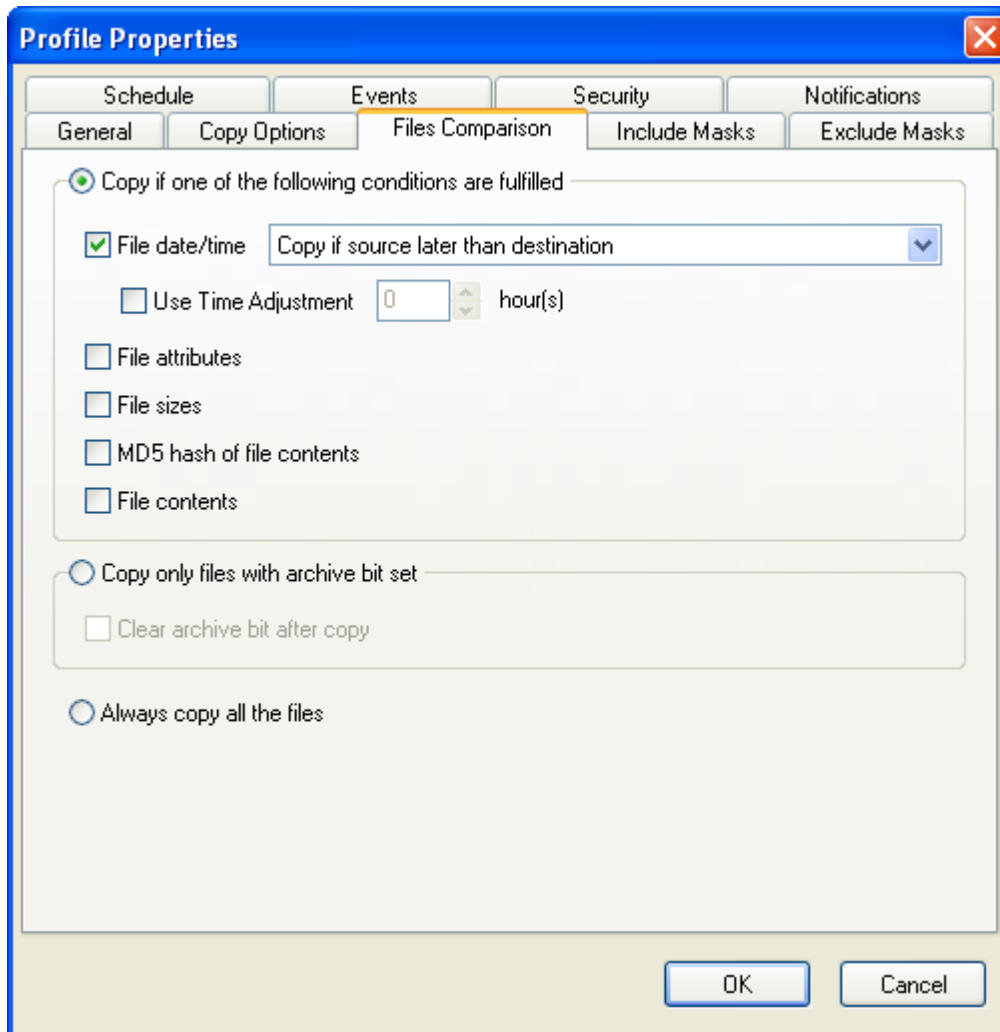 Profile Properties
Schedule Events Security Notifications
General Copy Options Files Comparison Include Masks Exclude Masks
Copy if one of the following conditions are fulfilled
File date/time Copy if source later than destination
Use Time Adjustment 0 hour(s)
File attributes
File sizes
MD5 hash of file contents
File contents
Copy only files with archive bit set
Clear archive bit after copy
Always copy all the files
OK Cancel